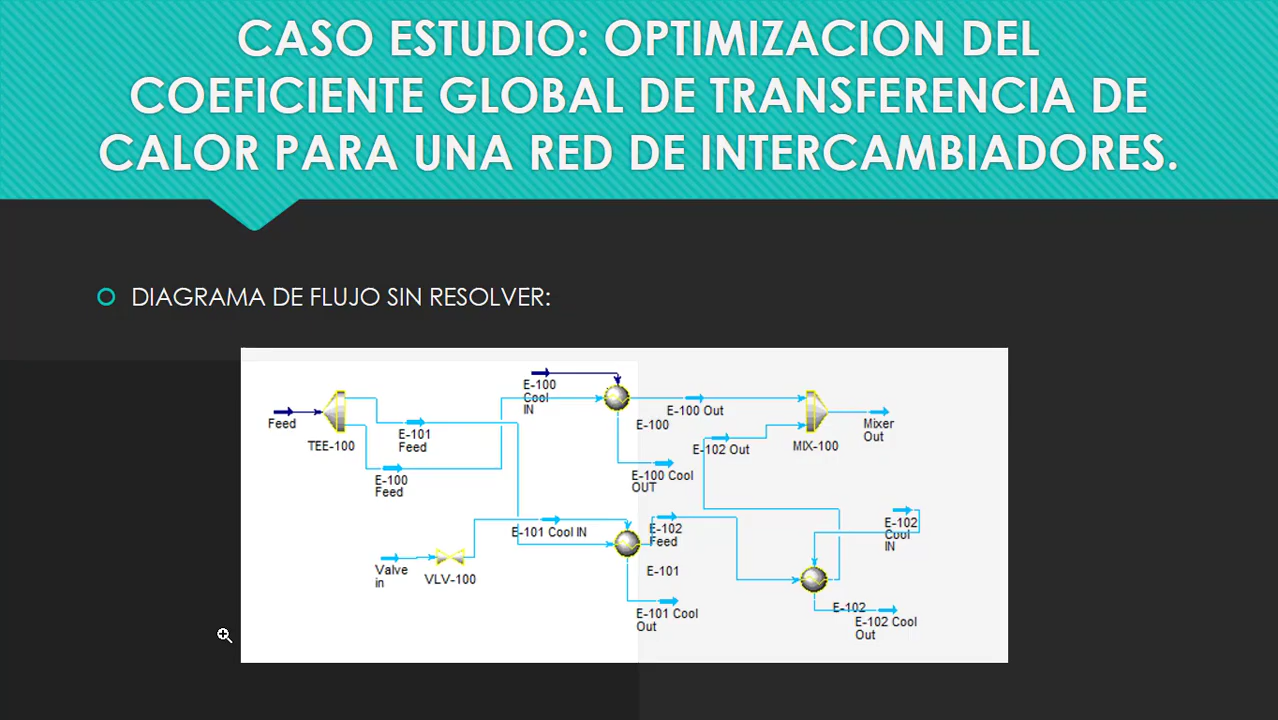 CASO ESTUDIO: OPTIMIZACION DEL
COEFICIENTE GLOBAL DE TRANSFERENCIA DE
CALOR PARA UNA RED DE INTERCAMBIADORES.
DIAGRAMA DE FLUJO SIN RESOLVER:
Feed
TEE-100
E-101
Feed
E-100
Feed
E-100
Cool
IN
E-100
E-100 Out
E-100 Cool
OUT
E-102 Out
MIX-100
Mixer
Out
Valve
in
VLV-100
E-101 Cool IN
E-101
E-101 Cool
Out
E-102
Feed
E-102
Cool
IN
E-102
E-102 Cool
Out